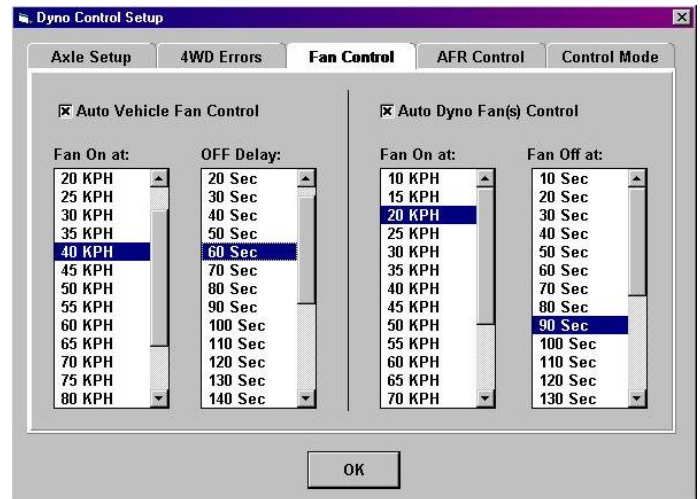 Dyno Control Setup
Axle Setup
4WD Errors
Fan Control
AFR Control
Control Mode
Auto Vehicle Fan Control
Fan On at:
20 KPH
25 KPH
30 KPH
35 KPH
40 KPH
45 KPH
50 KPH
55 KPH
60 KPH
65 KPH
70 KPH
75 KPH
80 KPH
OFF Delay:
20 Sec
30 Sec
40 Sec
50 Sec
60 Sec
70 Sec
80 Sec
90 Sec
100 Sec
110 Sec
120 Sec
130 Sec
140 Sec
Auto Dyno Fan(s) Control
Fan On at:
10 KPH
15 KPH
20 KPH
25 KPH
30 KPH
35 KPH
40 KPH
45 KPH
50 KPH
55 KPH
60 KPH
65 KPH
70 KPH
Fan Off at:
10 Sec
20 Sec
30 Sec
40 Sec
50 Sec
60 Sec
70 Sec
80 Sec
90 Sec
100 Sec
110 Sec
120 Sec
130 Sec
OK